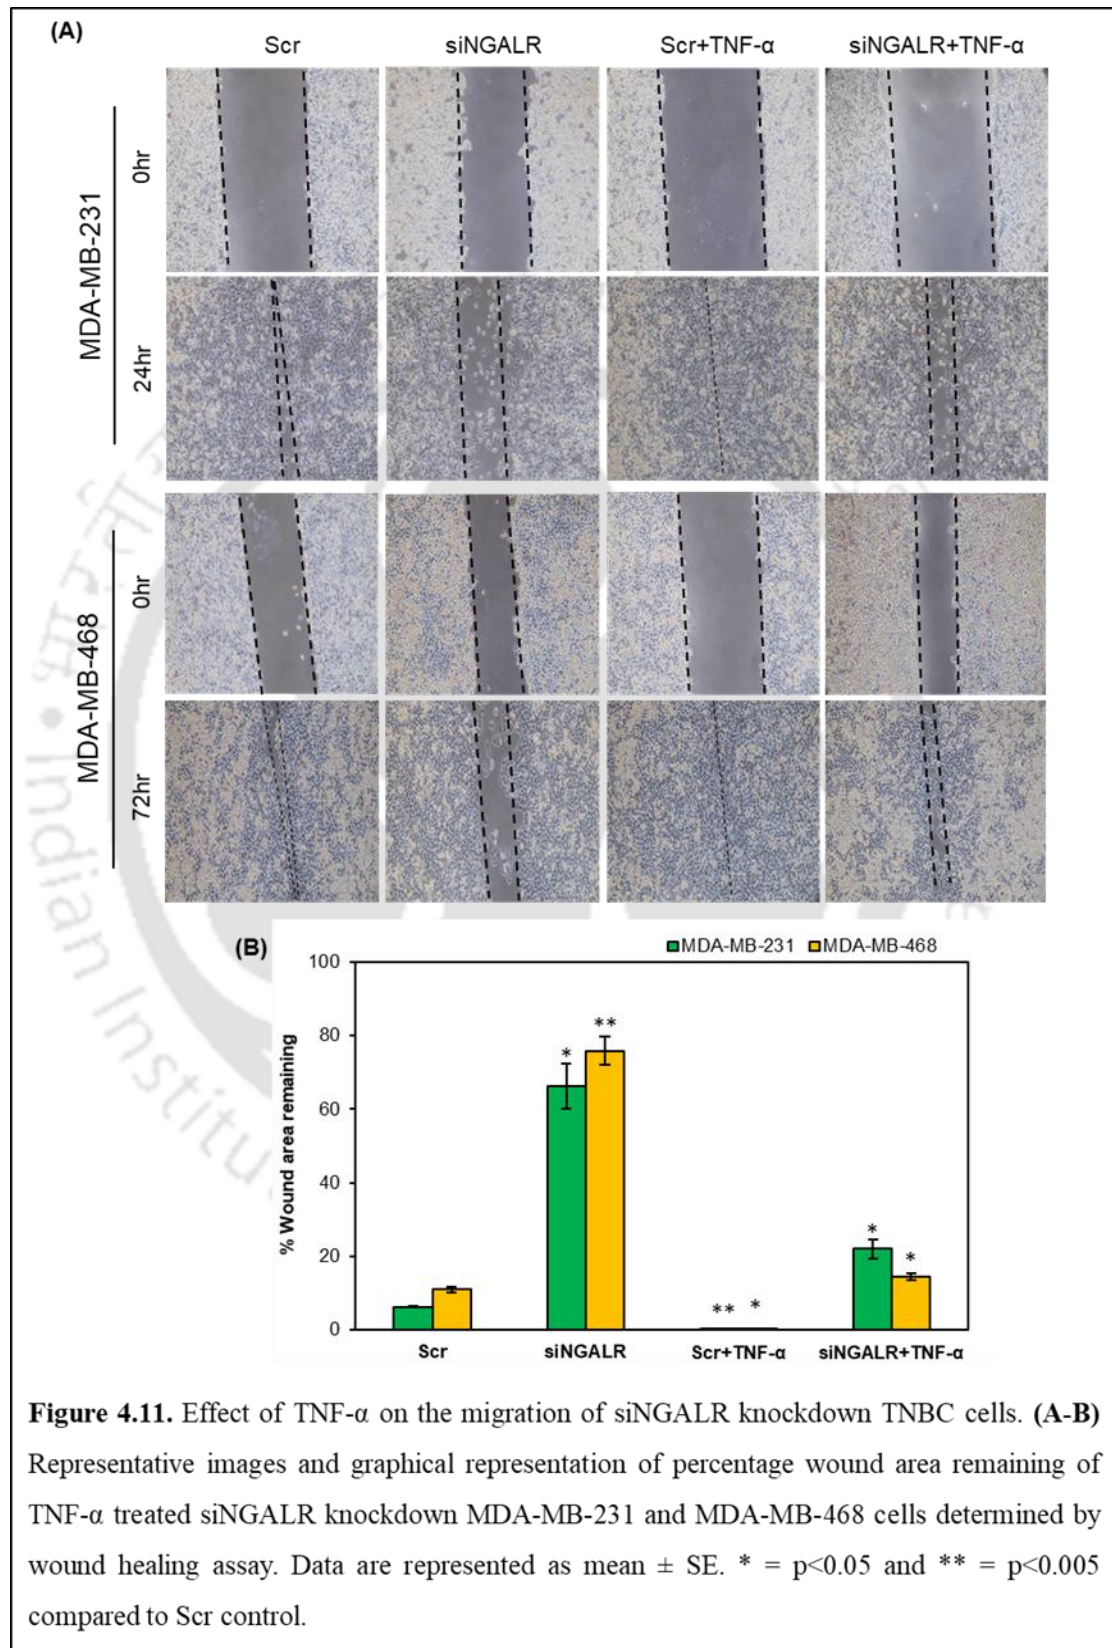 (A)
Scr siNGALR Scr+TNF-α siNGALR+TNF-α
MDA-MB-231
0hr
24hr
MDA-MB-468
0hr
72hr
• Indian Institu
(B)
MDA-MB-231 MDA-MB-468
% Wound area remaining
100
80
60
40
20
0
* ** ** * * *
Scr siNGALR Scr+TNF-α siNGALR+TNF-α
Figure 4.11. Effect of TNF-α on the migration of siNGALR knockdown TNBC cells. (A-B)
Representative images and graphical representation of percentage wound area remaining of
TNF-α treated siNGALR knockdown MDA-MB-231 and MDA-MB-468 cells determined by
wound healing assay. Data are represented as mean ± SE. * = p<0.05 and ** = p<0.005
compared to Scr control.